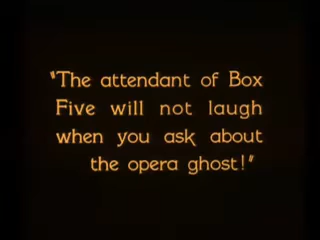 "The attendant of Box
Five will not laugh
when you ask about
the opera ghost!"